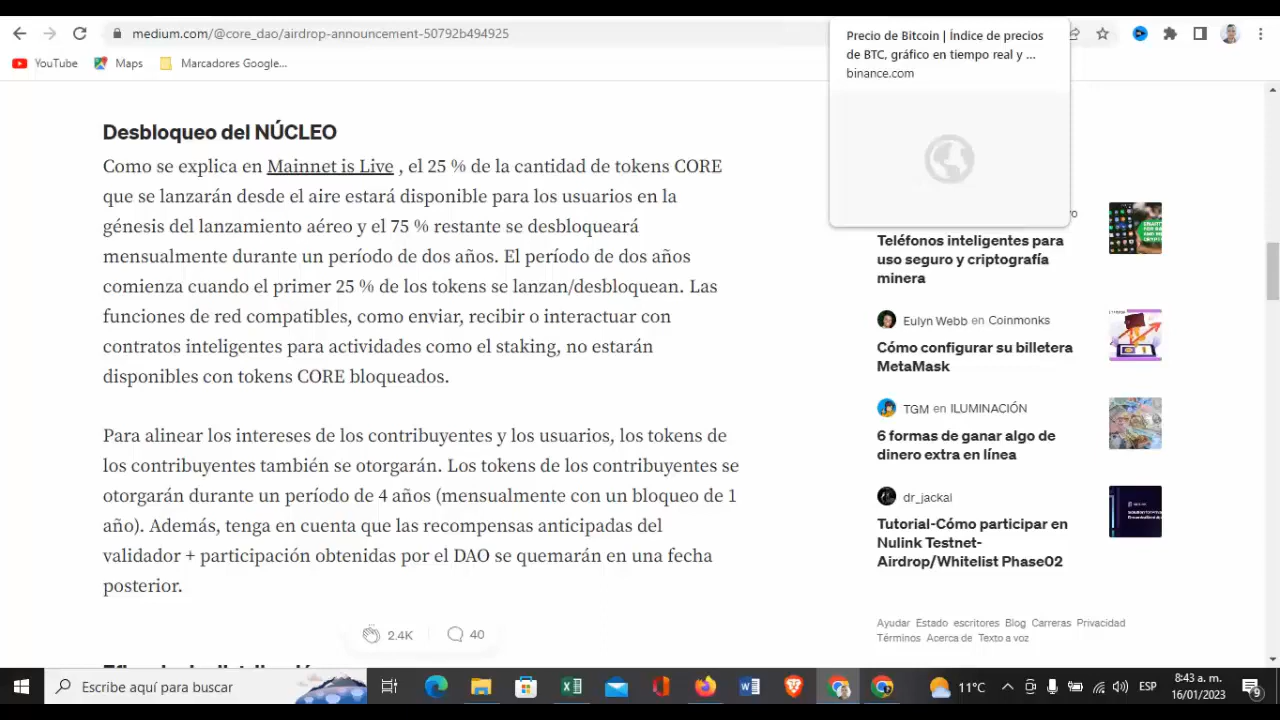 medium.com/@core_dao/airdrop-announcement-50792b494925
Precio de Bitcoin | Índice de precios
de BTC, gráfico en tiempo real y ...
binance.com
YouTube
Maps
Marcadores Google...
Desbloqueo del NÚCLEO
Como se explica en Mainnet is Live , el 25 % de la cantidad de tokens CORE
que se lanzarán desde el aire estará disponible para los usuarios en la
génesis del lanzamiento aéreo y el 75 % restante se desbloqueará
mensualmente durante un período de dos años. El período de dos años
comienza cuando el primer 25 % de los tokens se lanzan/desbloquean. Las
funciones de red compatibles, como enviar, recibir o interactuar con
contratos inteligentes para actividades como el staking, no estarán
disponibles con tokens CORE bloqueados.
Para alinear los intereses de los contribuyentes y los usuarios, los tokens de
los contribuyentes también se otorgarán. Los tokens de los contribuyentes se
otorgarán durante un período de 4 años (mensualmente con un bloqueo de 1
año). Además, tenga en cuenta que las recompensas anticipadas del
validador + participación obtenidas por el DAO se quemarán en una fecha
posterior.
2.4K
40
Teléfonos inteligentes para
uso seguro y criptografía
minera
Eulyn Webb en Coinmonks
Cómo configurar su billetera
MetaMask
TGM en ILUMINACIÓN
6 formas de ganar algo de
dinero extra en línea
dr_jackal
Tutorial-Cómo participar en
Nulink Testnet-
Airdrop/Whitelist Phase02
Ayudar Estado escritores Blog Carreras Privacidad
Términos Acerca de Texto a voz
Escribe aquí para buscar
11°C
ESP
8:43 a. m.
16/01/2023
9